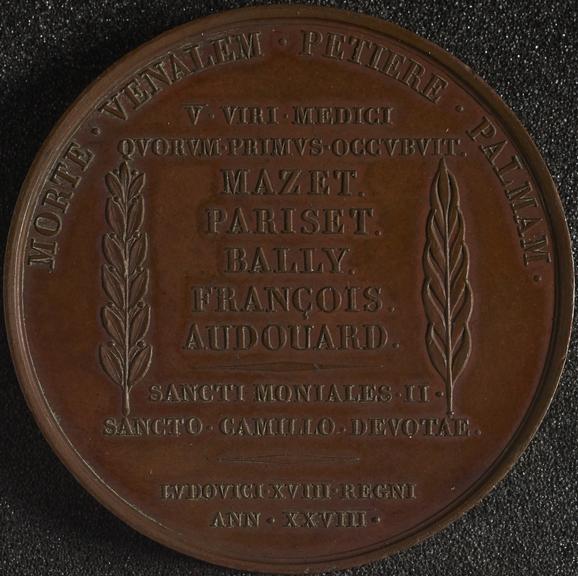 MORTE · VENALEM · PETIERE · PALMAM ·
V · VIRI · MEDICI
QVORVM · PRIMVS · OCCVBVIT .
MAZET .
PARISET .
BALLY .
FRANÇOIS .
AUDOUARD .
SANCTI MONIALES · II ·
SANCTO · CAMILLO · DEVOTAE .
LVDOVICI · XVIII · REGNI
ANN · XXVIII ·